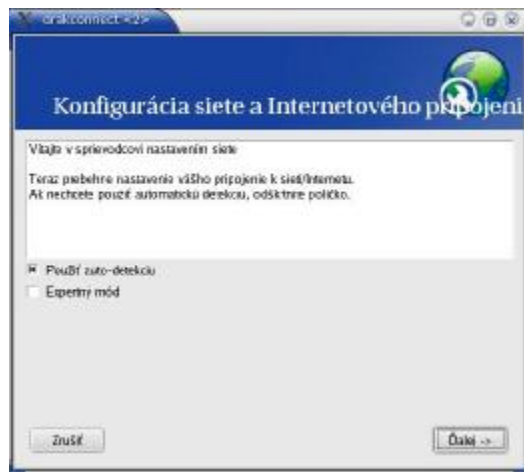 drakconnect <2>
Konfigurácia siete a Internetového pripojeni
Vitajte v sprievodcovi nastavením siete
Teraz prebehne nastavenie vášho pripojenie k sieti/Internetu.
Ak nechcete použiť automatickú detekciu, odškrtnite políčko.
Použiť auto-detekciu
Expertný mód
Zrušiť
Ďalej ->